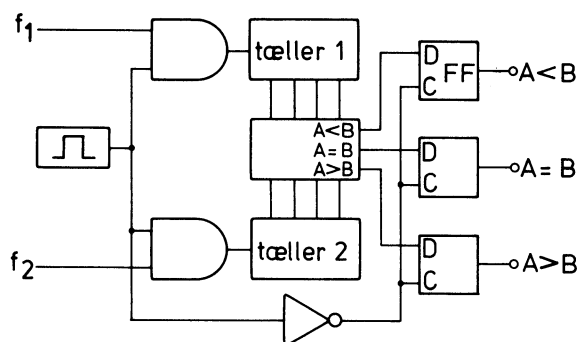 f₁
tæller 1
D
FF
C
A<B
A<B
A=B
A>B
D
C
A=B
f₂
tæller 2
D
C
A>B